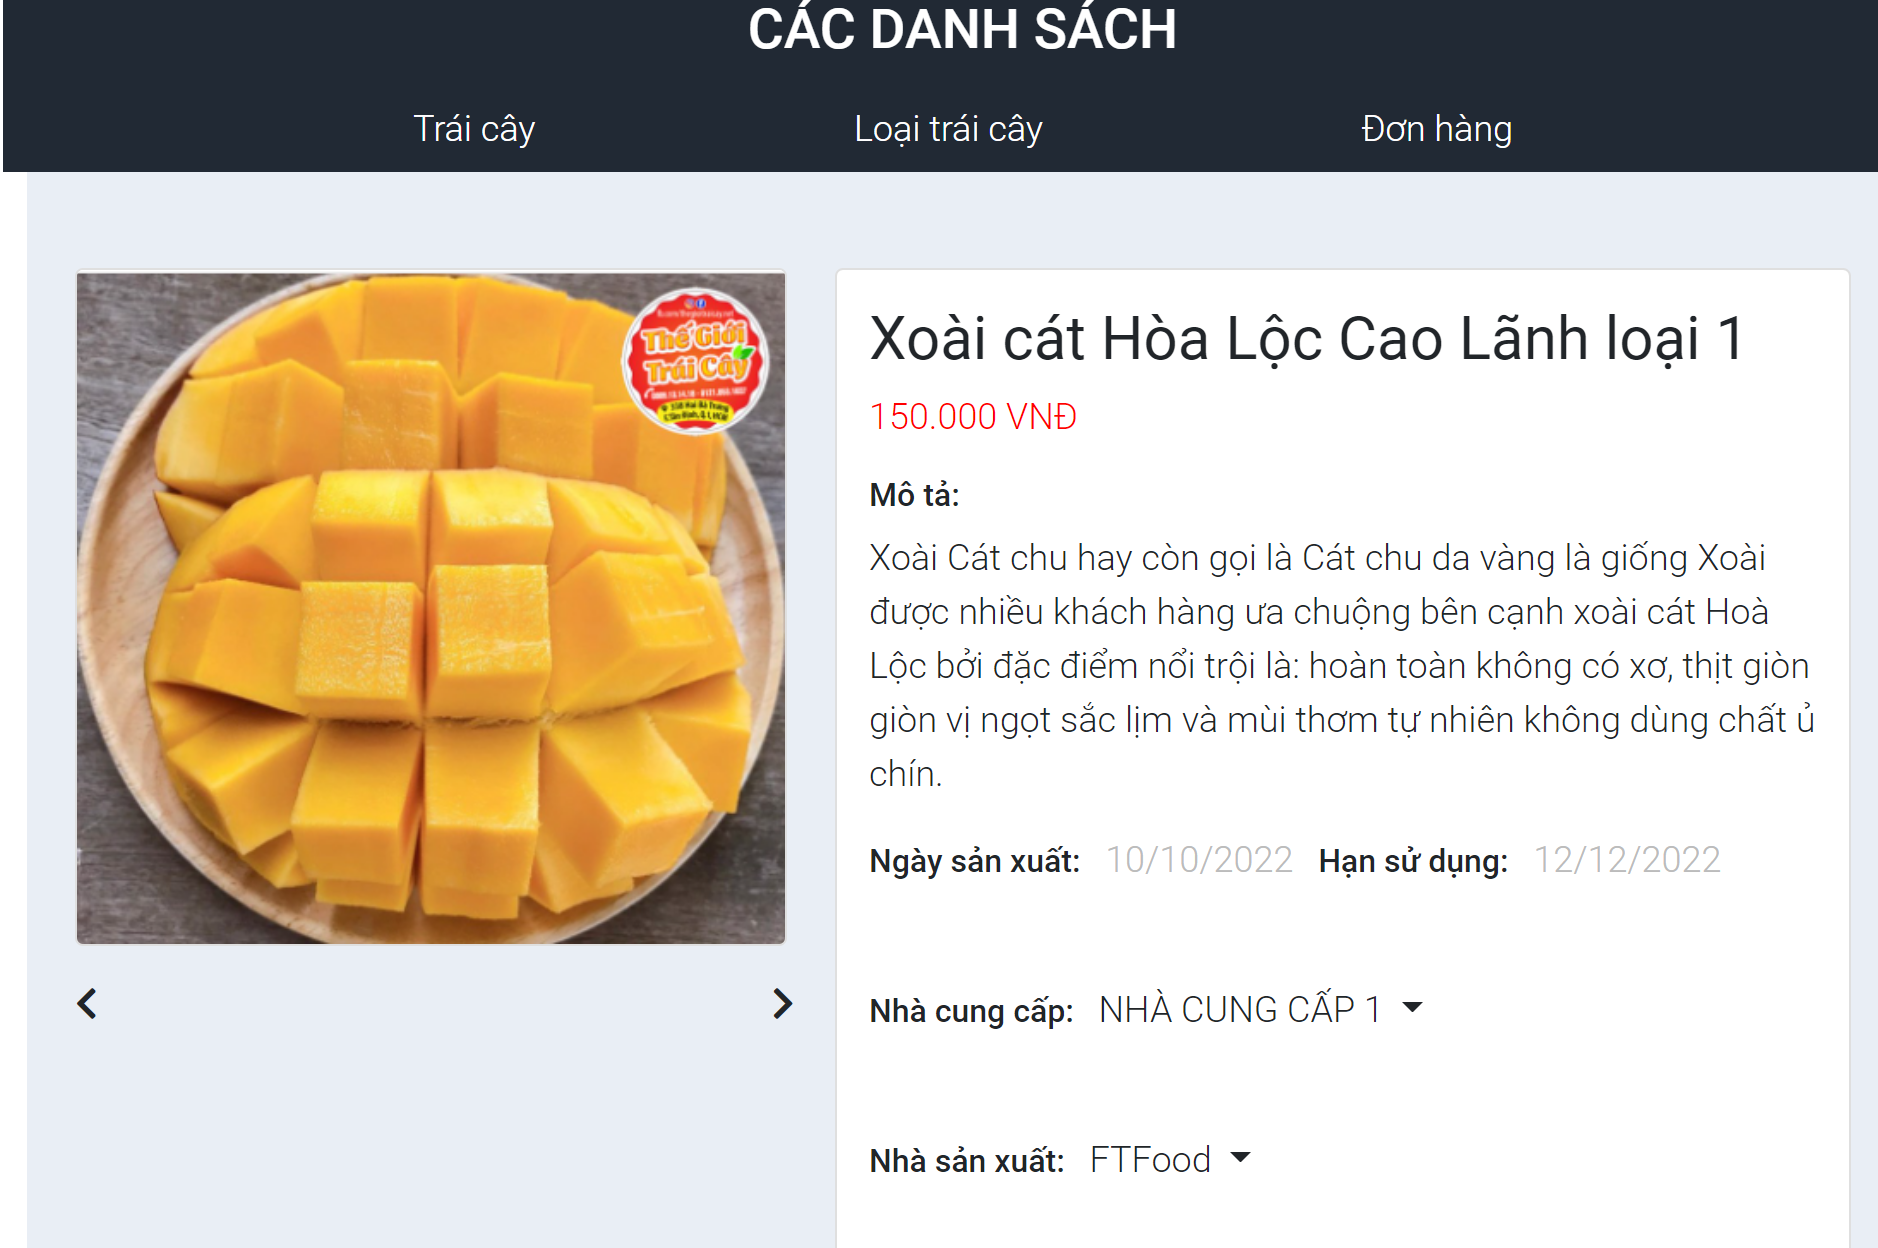 CÁC DANH SÁCH
Trái cây
Loại trái cây
Đơn hàng
Thế Giới
Trái Cây
Xoài cát Hòa Lộc Cao Lãnh loại 1
150.000 VNĐ
Mô tả:
Xoài Cát chu hay còn gọi là Cát chu da vàng là giống Xoài
được nhiều khách hàng ưa chuộng bên cạnh xoài cát Hoà
Lộc bởi đặc điểm nổi trội là: hoàn toàn không có xơ, thịt giòn
giòn vị ngọt sắc lịm và mùi thơm tự nhiên không dùng chất ủ
chín.
Ngày sản xuất: 10/10/2022 Hạn sử dụng: 12/12/2022
Nhà cung cấp: NHÀ CUNG CẤP 1
Nhà sản xuất: FTFood